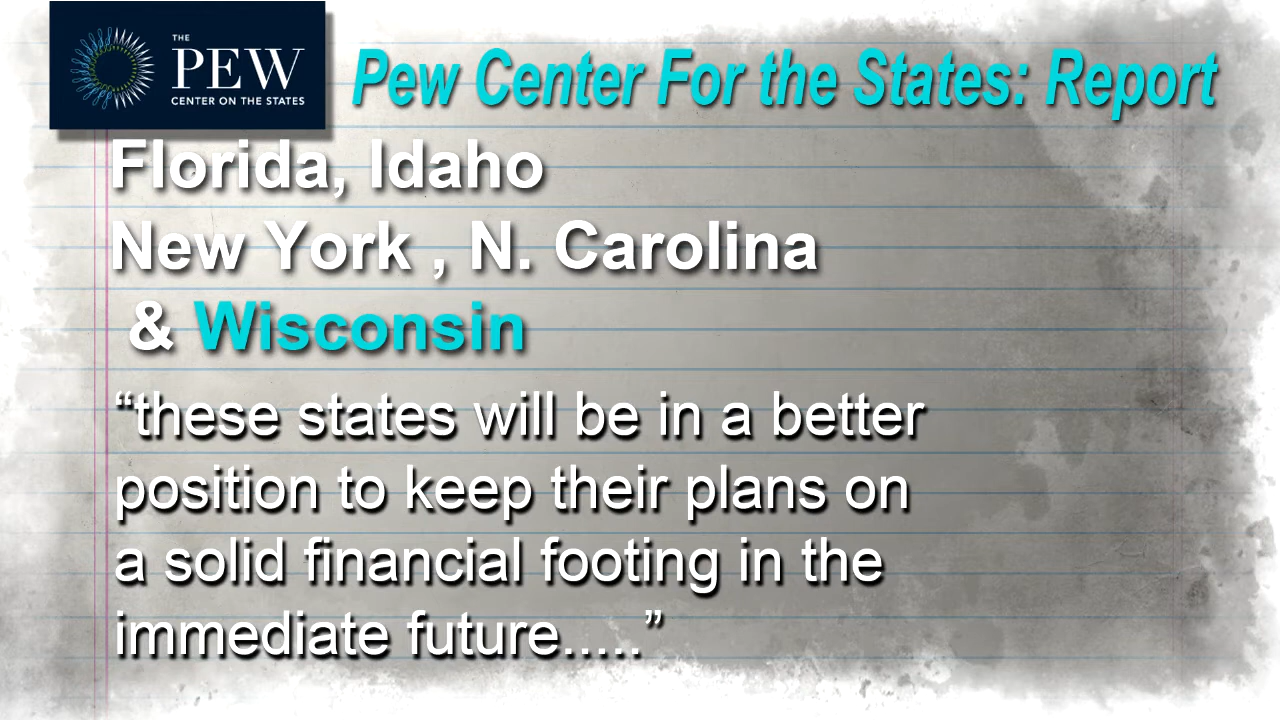 THE
PEW
CENTER ON THE STATES
Pew Center For the States: Report
Florida, Idaho
New York , N. Carolina
& Wisconsin
“these states will be in a better
position to keep their plans on
a solid financial footing in the
immediate future.....”